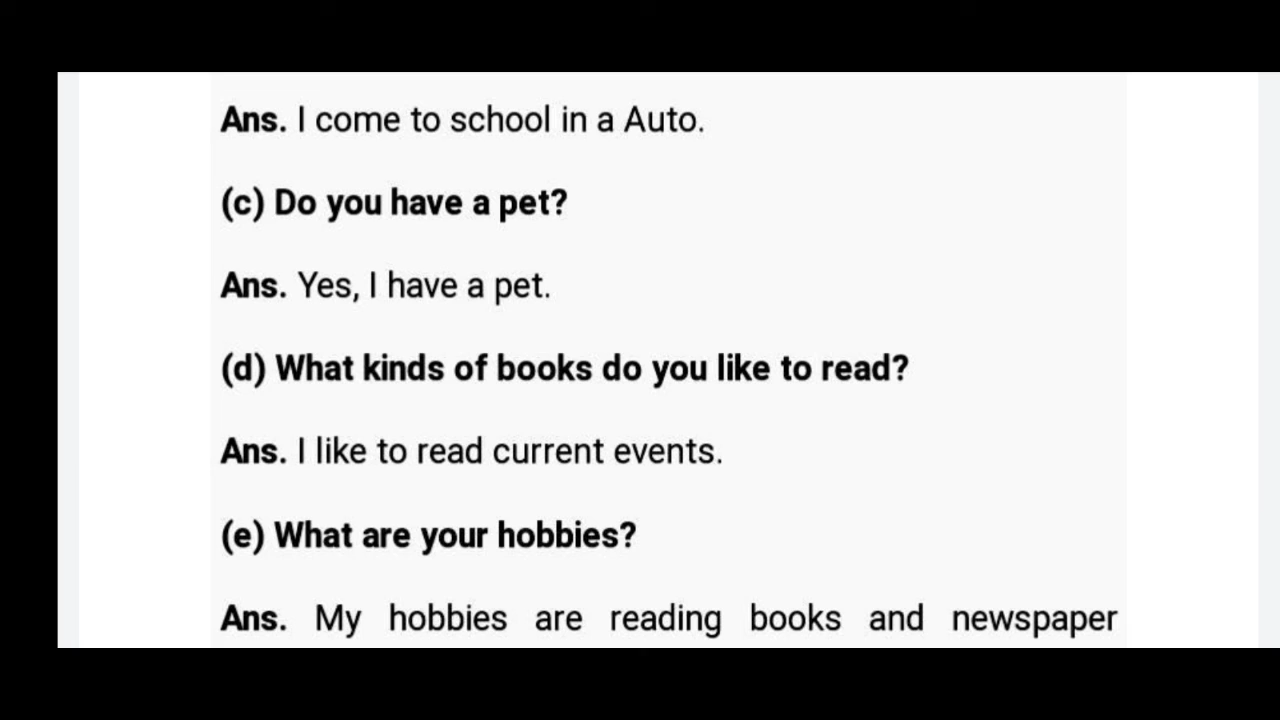 Ans. I come to school in a Auto.
(c) Do you have a pet?
Ans. Yes, I have a pet.
(d) What kinds of books do you like to read?
Ans. I like to read current events.
(e) What are your hobbies?
Ans. My hobbies are reading books and newspaper